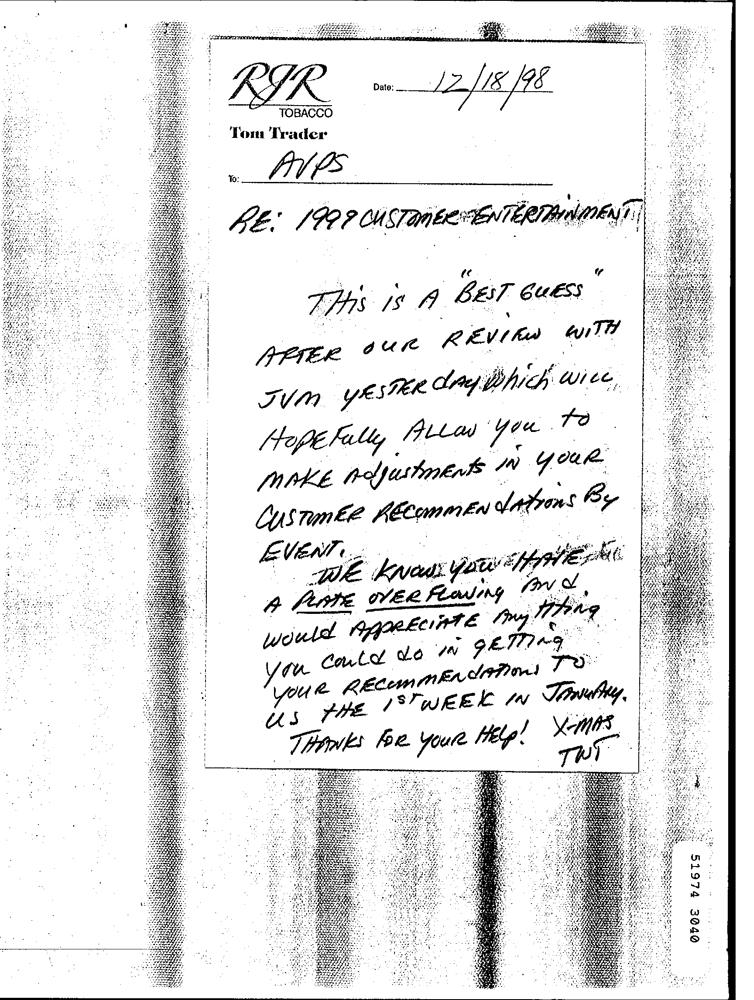 RJR
TOBACCO
Tom Trader
Date: 12/18/98
To: AVPS
RE: 1999 CUSTOMER ENTERTAINMENT
THIS IS A "BEST GUESS"
AFTER OUR REVIEW WITH
JVM YESTERDAY WHICH WILL
HOPEFULLY ALLOW YOU TO
MAKE ADJUSTMENTS IN YOUR
CUSTOMER RECOMMENDATIONS BY
EVENT.
WE KNOW YOU HAVE
A PLATE OVER FLOWING AND
WOULD APPRECIATE ANYTHING
YOU COULD DO IN GETTING
YOUR RECOMMENDATIONS TO
US THE 1ST WEEK IN JANUARY.
THANKS FOR YOUR HELP! X-MAS
TWT
51974 3040